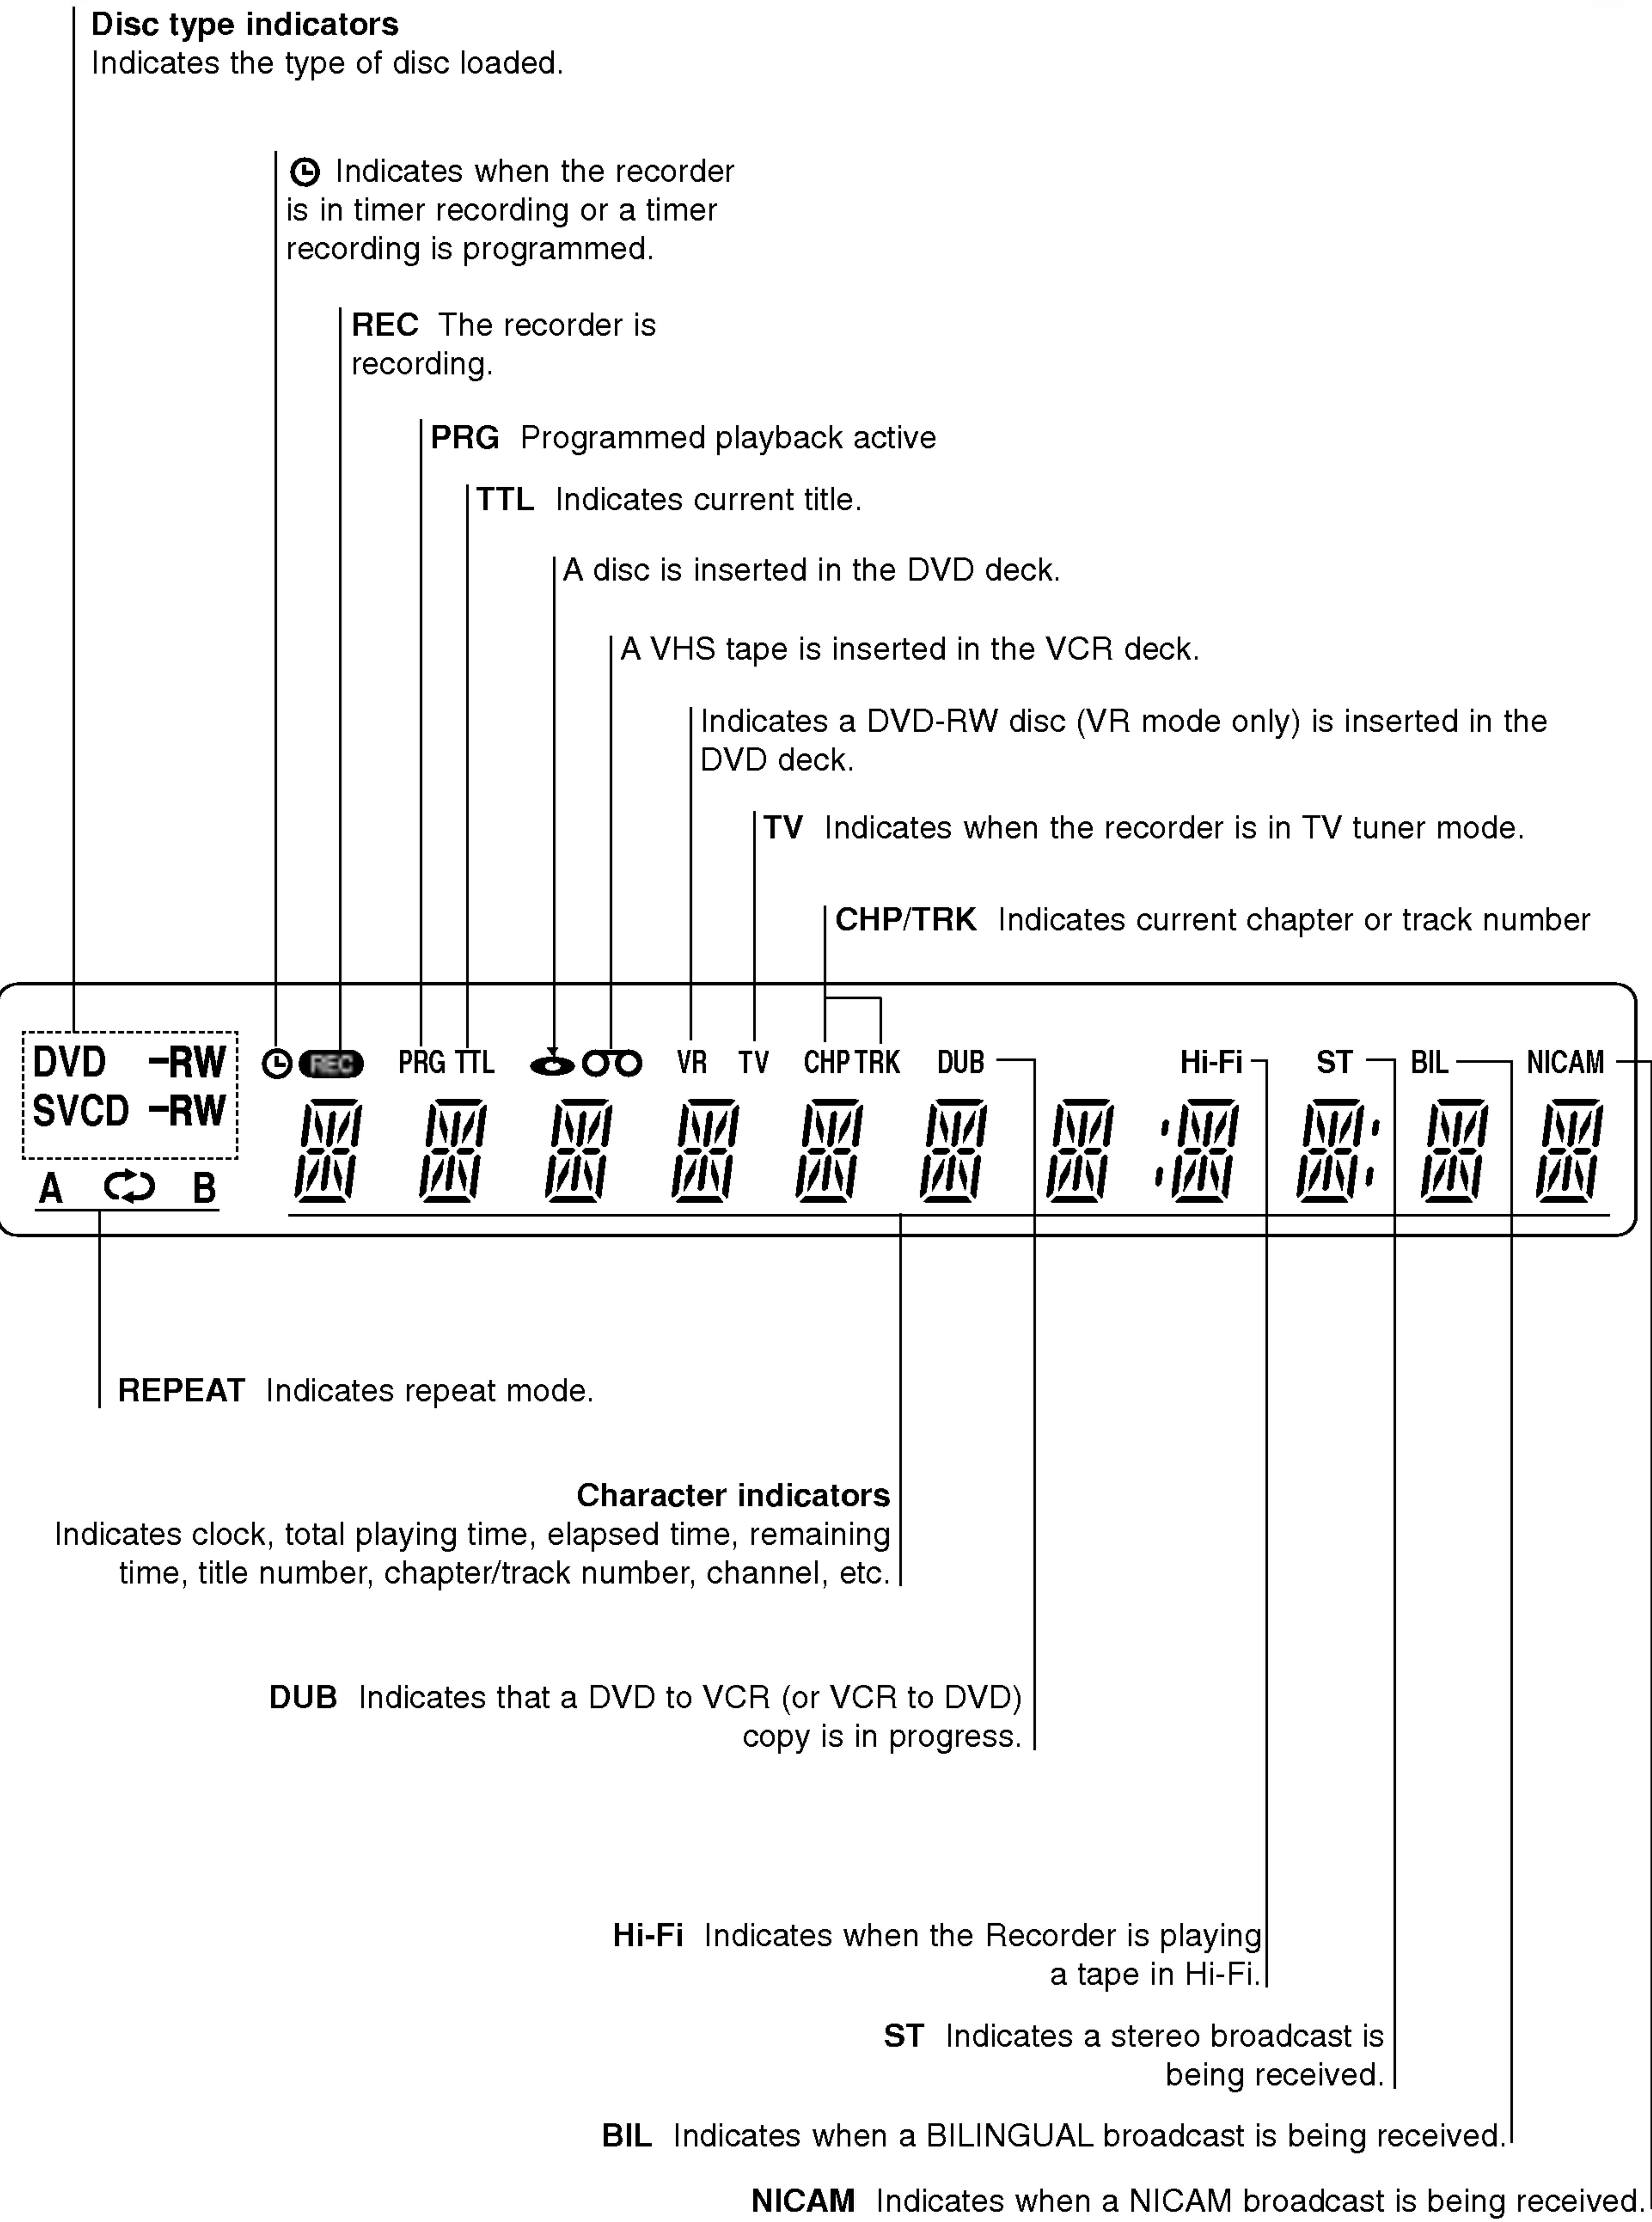 Disc type indicators
Indicates the type of disc loaded.
Indicates when the recorder
is in timer recording or a timer
recording is programmed.
REC The recorder is
recording.
PRG Programmed playback active
TTL Indicates current title.
A disc is inserted in the DVD deck.
A VHS tape is inserted in the VCR deck.
Indicates a DVD-RW disc (VR mode only) is inserted in the
DVD deck.
TV Indicates when the recorder is in TV tuner mode.
CHP/TRK Indicates current chapter or track number
DVD -RW REC PRG TTL VR TV CHP TRK DUB Hi-Fi ST BIL NICAM
SVCD -RW
A B
REPEAT Indicates repeat mode.
Character indicators
Indicates clock, total playing time, elapsed time, remaining
time, title number, chapter/track number, channel, etc.
DUB Indicates that a DVD to VCR (or VCR to DVD)
copy is in progress.
Hi-Fi Indicates when the Recorder is playing
a tape in Hi-Fi.
ST Indicates a stereo broadcast is
being received.
BIL Indicates when a BILINGUAL broadcast is being received.
NICAM Indicates when a NICAM broadcast is being received.